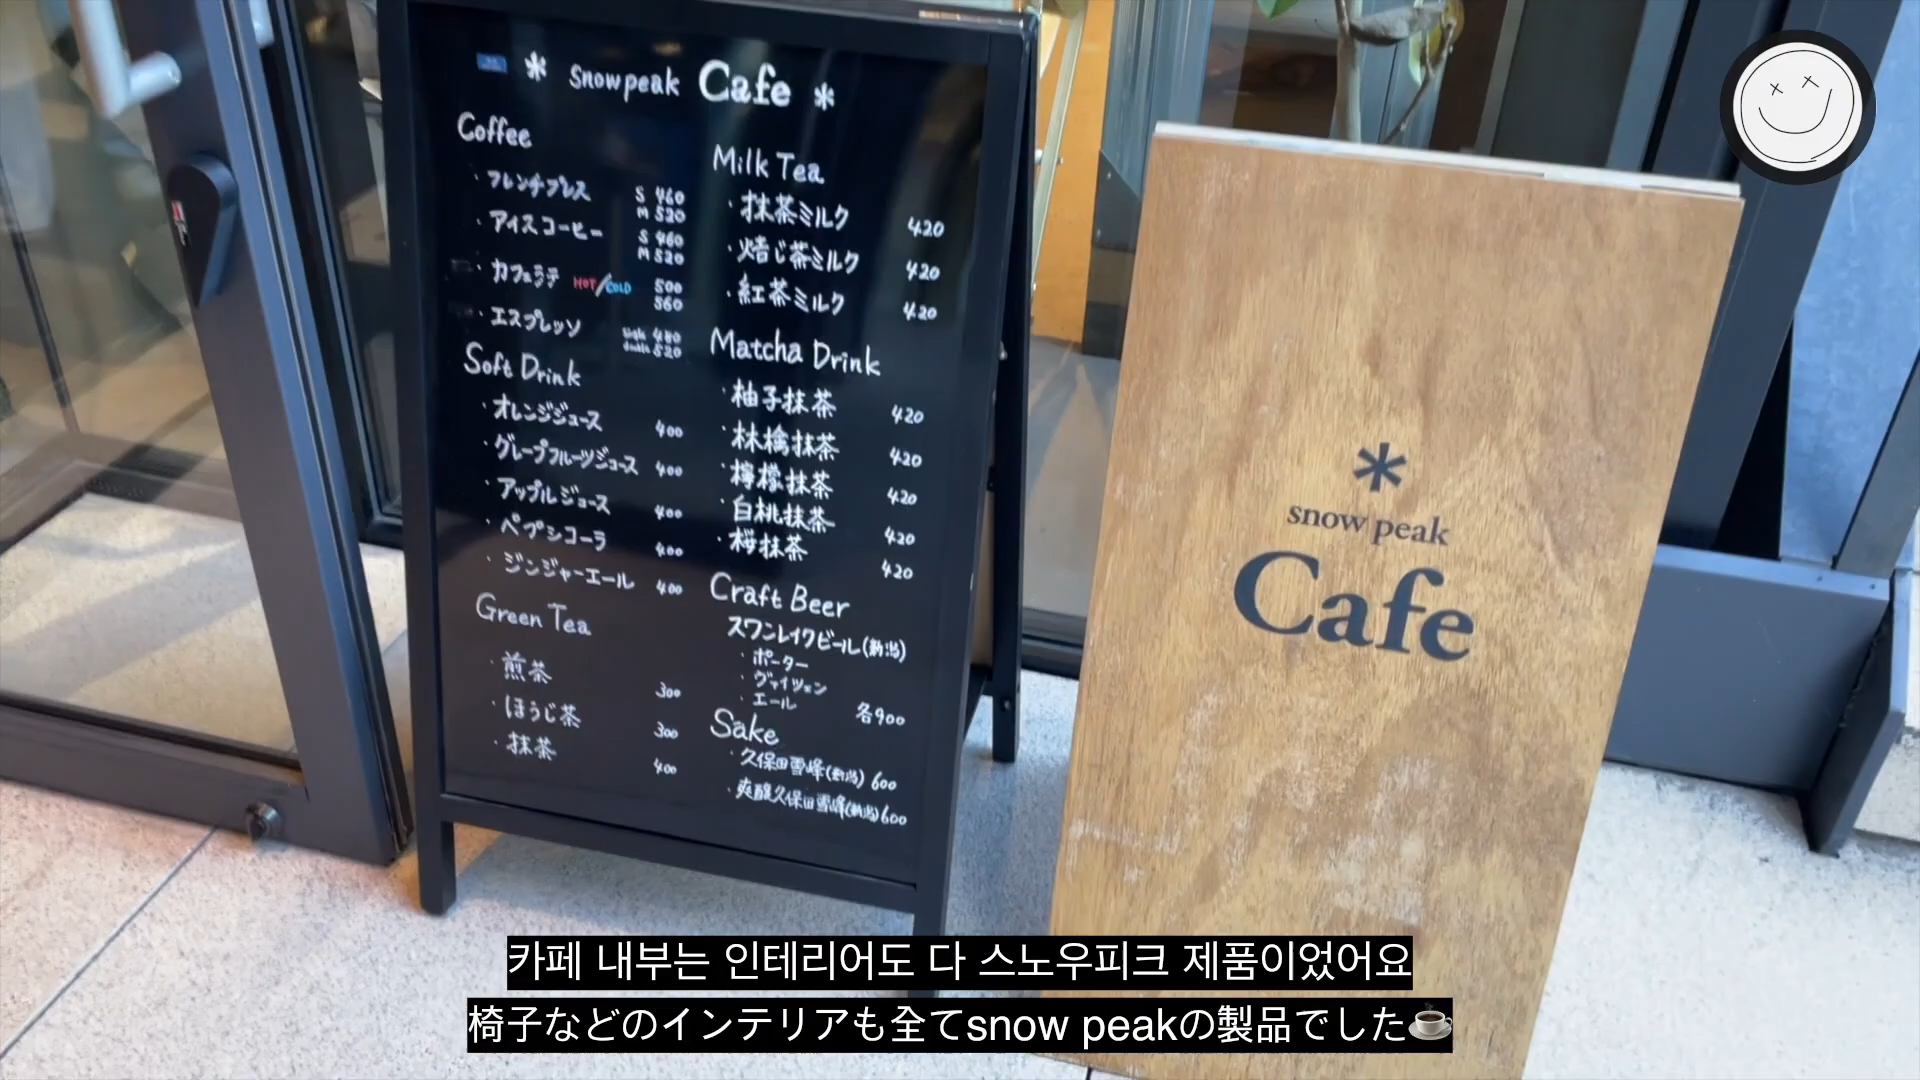 * Snowpeak Cafe *
Coffee
・フレンチプレス S 460
M 520
・アイスコーヒー S 460
M 520
・カフェラテ HOT/COLD 500
560
・エスプレッソ single 480
double 520
Soft Drink
・オレンジジュース 400
・グレープフルーツジュース 400
・アップルジュース 400
・ペプシコーラ 400
・ジンジャーエール 400
Green Tea
・煎茶 300
・ほうじ茶 300
・抹茶 400
Milk Tea
・抹茶ミルク 420
・焙じ茶ミルク 420
・紅茶ミルク 420
Matcha Drink
・柚子抹茶 420
・林檎抹茶 420
・檸檬抹茶 420
・白桃抹茶 420
・桜抹茶 420
Craft Beer
スワンレイクビール(新潟)
・ポーター
・ヴァイツェン
・エール 各900
Sake
・久保田雪峰(新潟) 600
・爽醸久保田雪峰(新潟) 600
*
snow peak
Cafe
카페 내부는 인테리어도 다 스노우피크 제품이었어요
椅子などのインテリアも全てsnow peakの製品でした☕